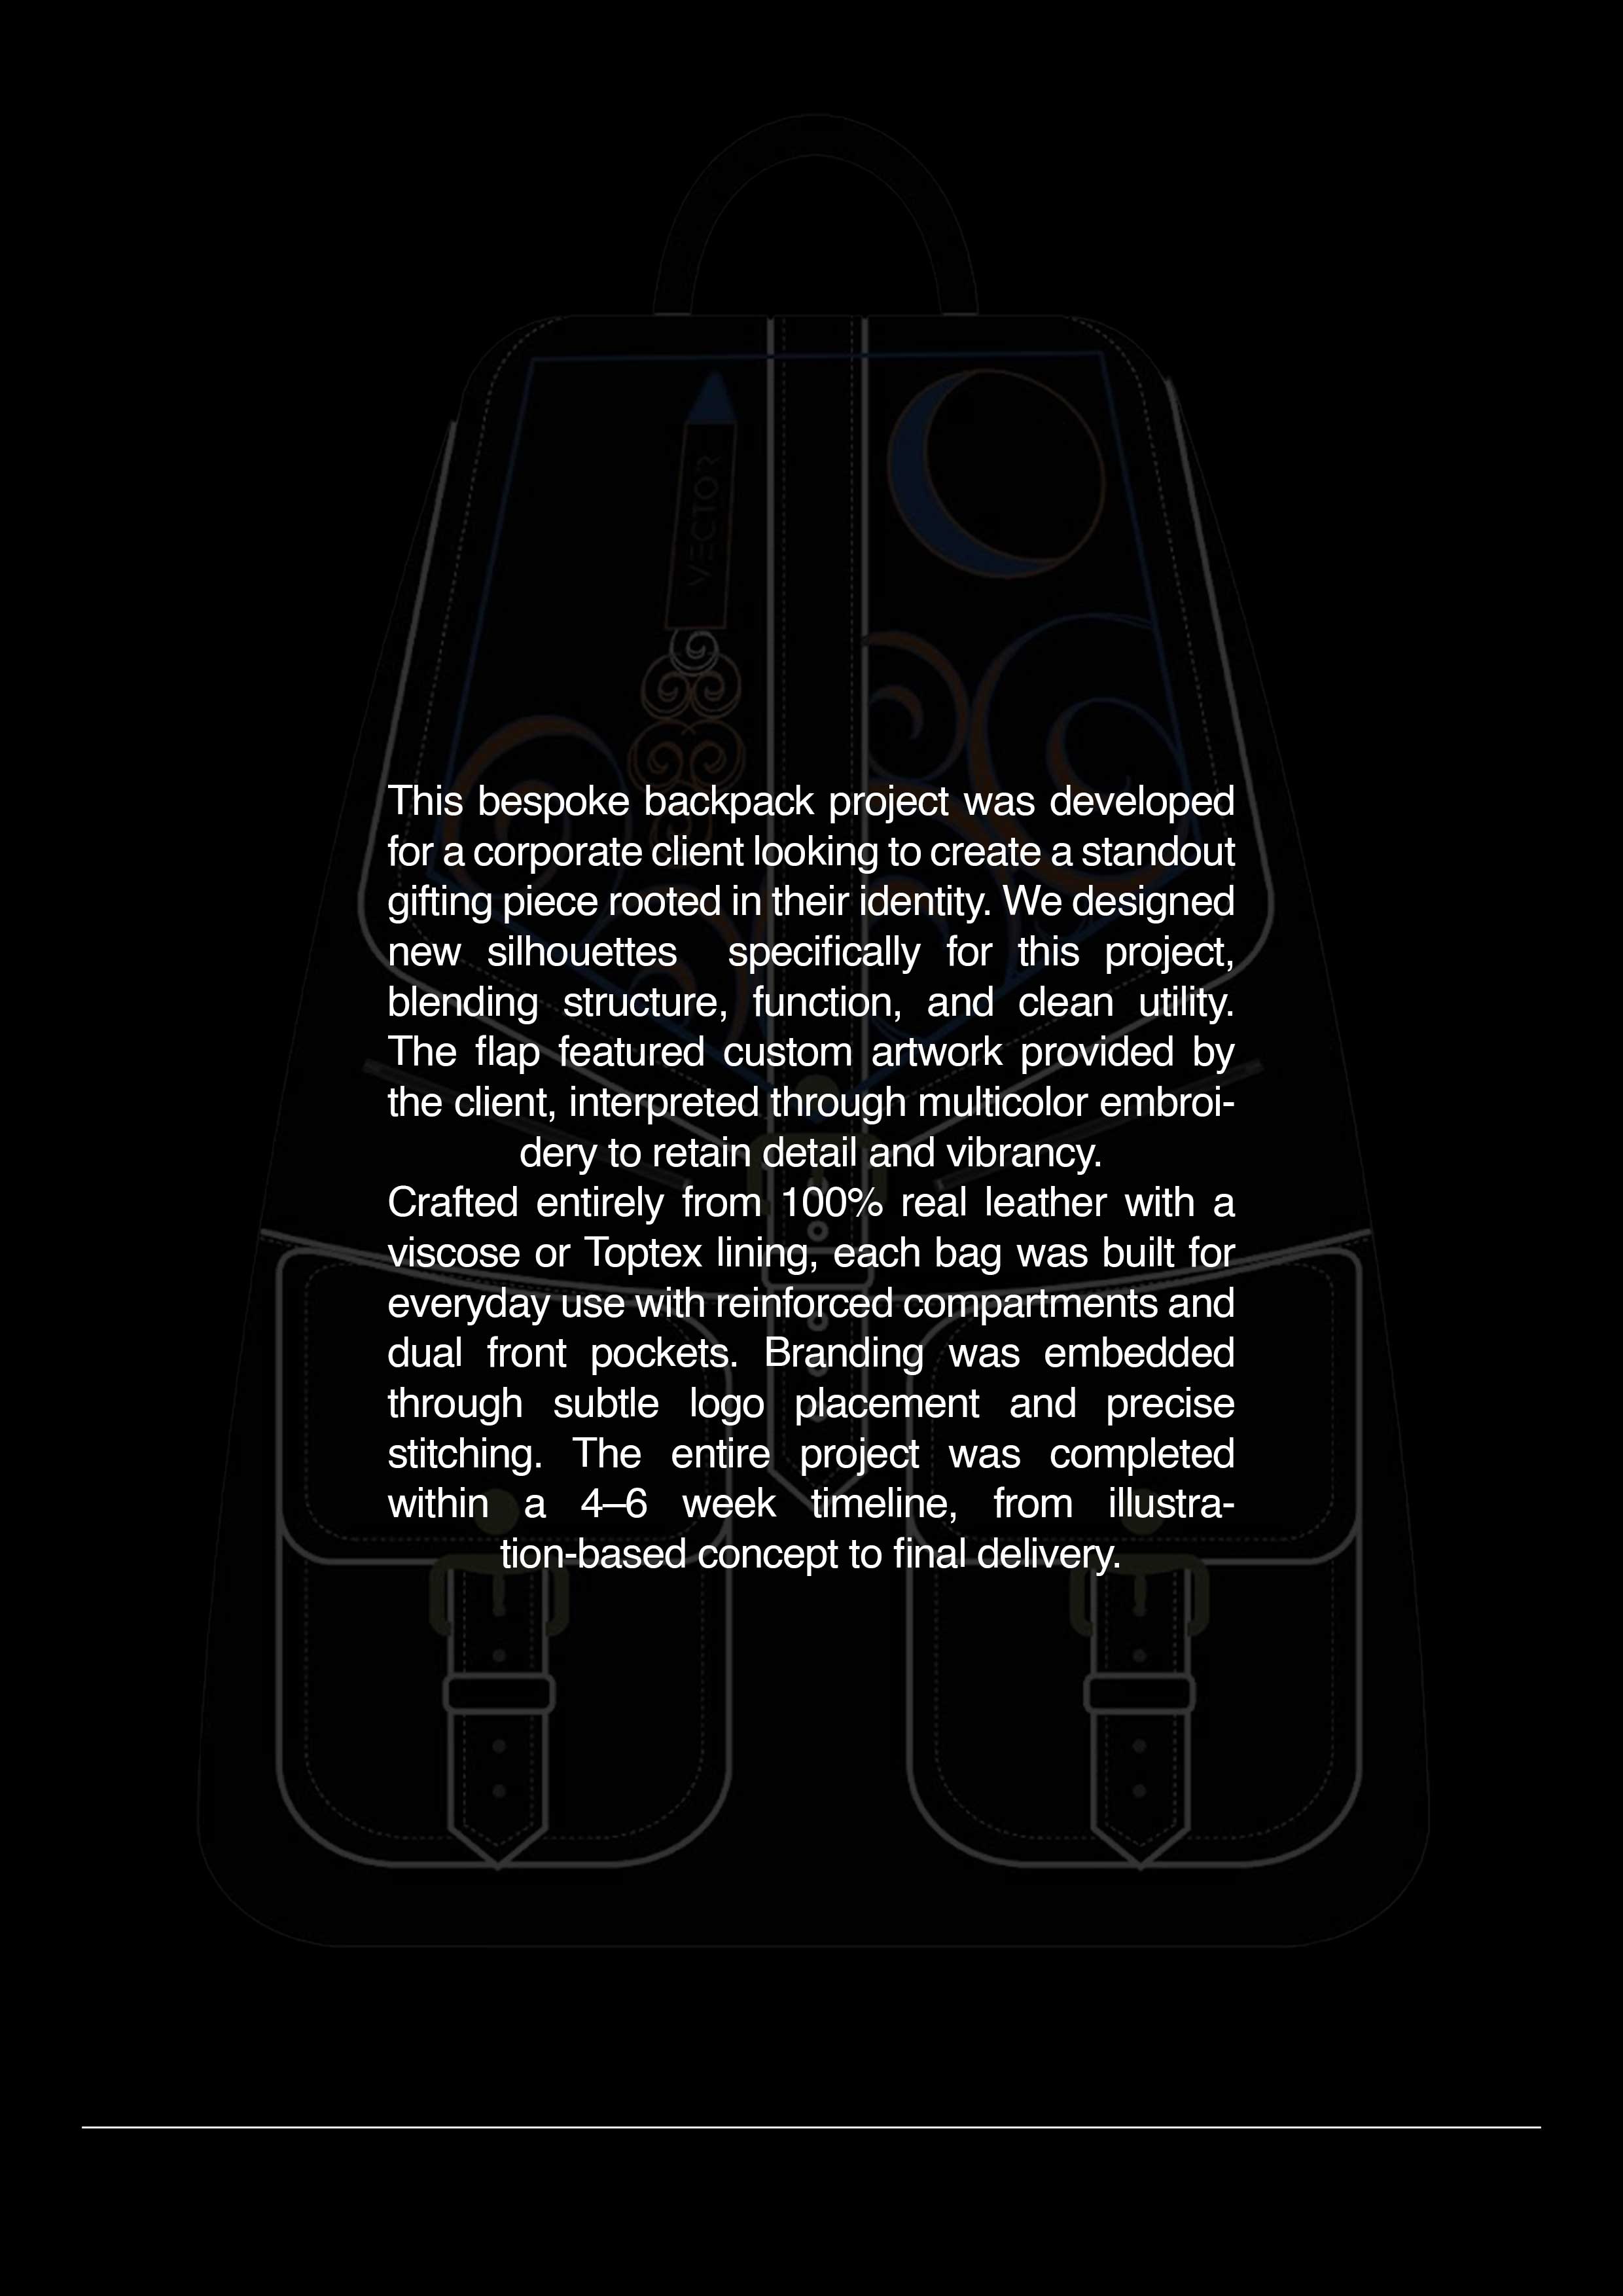 VECTOR
This bespoke backpack project was developed
for a corporate client looking to create a standout
gifting piece rooted in their identity. We designed
new silhouettes  specifically for this project,
blending structure, function, and clean utility.
The flap featured custom artwork provided by
the client, interpreted through multicolor embroi-
dery to retain detail and vibrancy.
Crafted entirely from 100% real leather with a
viscose or Toptex lining, each bag was built for
everyday use with reinforced compartments and
dual front pockets. Branding was embedded
through subtle logo placement and precise
stitching. The entire project was completed
within a 4–6 week timeline, from illustra-
tion-based concept to final delivery.